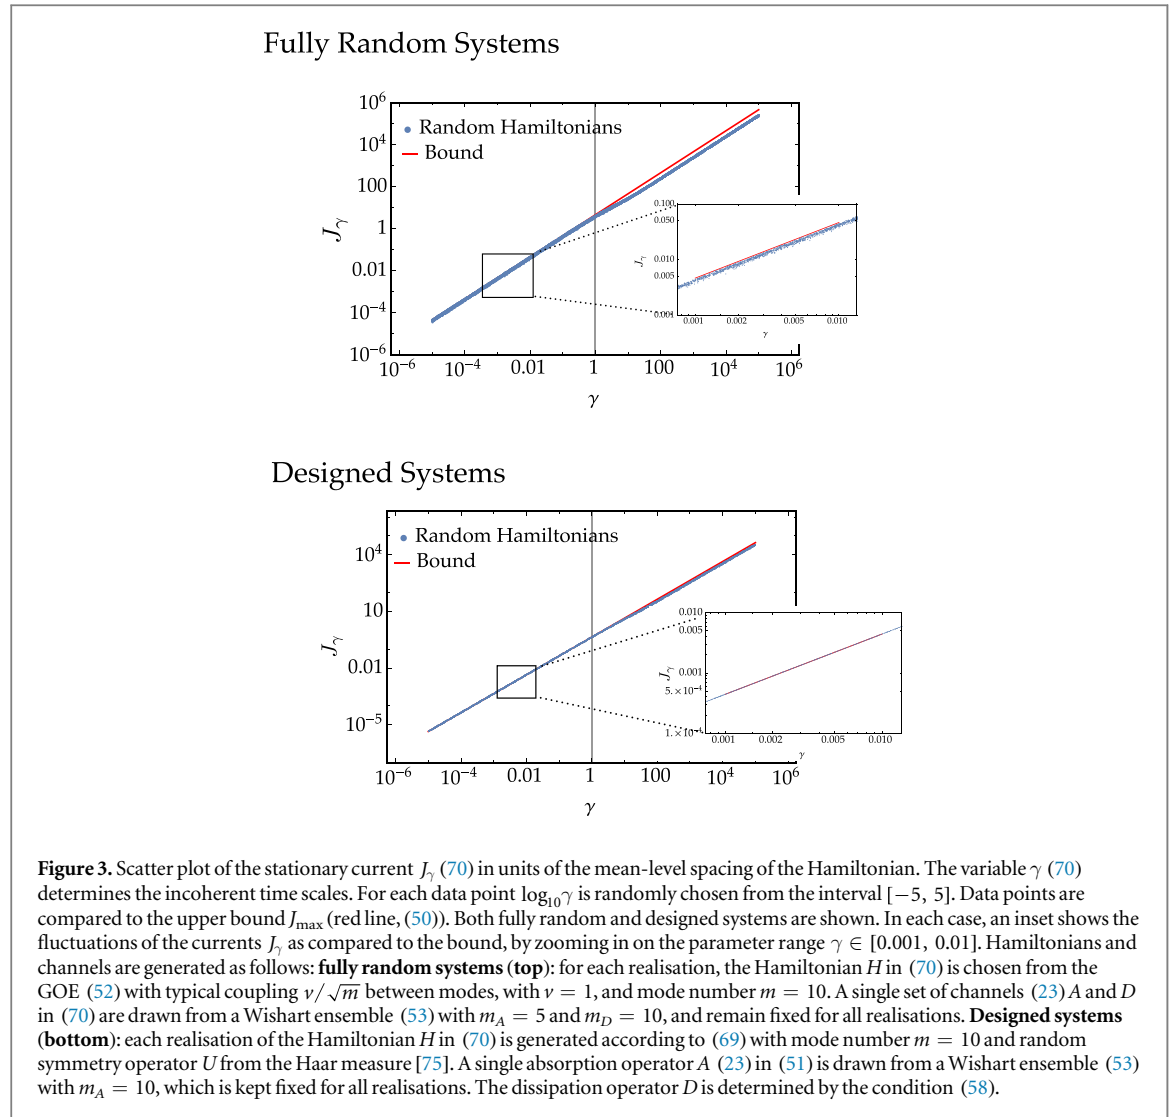 Fully Random Systems
10⁶
10⁴
100
1
0.01
10⁻⁴
10⁻⁶
J_γ
Random Hamiltonians
Bound
0.100
0.050
0.010
0.005
0.001
J_γ
0.001 0.002 0.005 0.010
γ
10⁻⁶ 10⁻⁴ 0.01 1 100 10⁴ 10⁶
γ
Designed Systems
10⁴
10
0.01
10⁻⁵
J_γ
Random Hamiltonians
Bound
0.010
0.005
0.001
5.×10⁻⁴
1.×10⁻⁴
J_γ
0.001 0.002 0.005 0.010
γ
10⁻⁶ 10⁻⁴ 0.01 1 100 10⁴ 10⁶
γ
Figure 3. Scatter plot of the stationary current J_γ (70) in units of the mean-level spacing of the Hamiltonian. The variable γ (70)
determines the incoherent time scales. For each data point log₁₀γ is randomly chosen from the interval [−5, 5]. Data points are
compared to the upper bound J_max (red line, (50)). Both fully random and designed systems are shown. In each case, an inset shows the
fluctuations of the currents J_γ as compared to the bound, by zooming in on the parameter range γ ∈ [0.001, 0.01]. Hamiltonians and
channels are generated as follows: fully random systems (top): for each realisation, the Hamiltonian H in (70) is chosen from the
GOE (52) with typical coupling ν/√m between modes, with ν = 1, and mode number m = 10. A single set of channels (23) A and D
in (70) are drawn from a Wishart ensemble (53) with m_A = 5 and m_D = 10, and remain fixed for all realisations. Designed systems
(bottom): each realisation of the Hamiltonian H in (70) is generated according to (69) with mode number m = 10 and random
symmetry operator U from the Haar measure [75]. A single absorption operator A (23) in (51) is drawn from a Wishart ensemble (53)
with m_A = 10, which is kept fixed for all realisations. The dissipation operator D is determined by the condition (58).